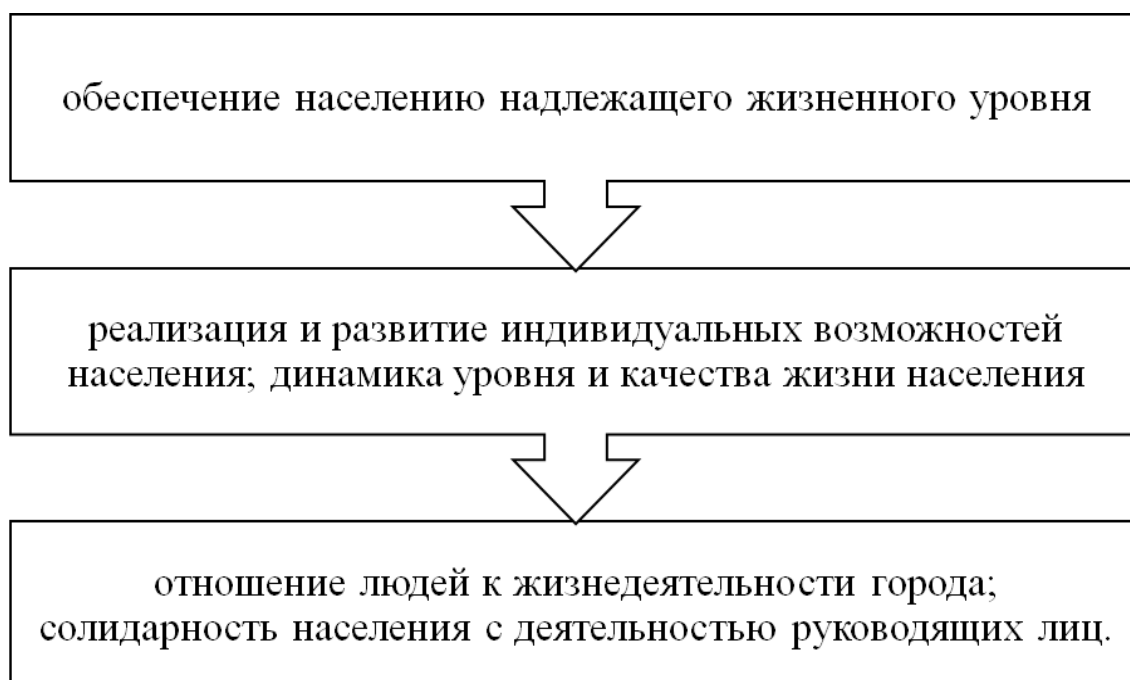 обеспечение населению надлежащего жизненного уровня
реализация и развитие индивидуальных возможностей
населения; динамика уровня и качества жизни населения
отношение людей к жизнедеятельности города;
солидарность населения с деятельностью руководящих лиц.